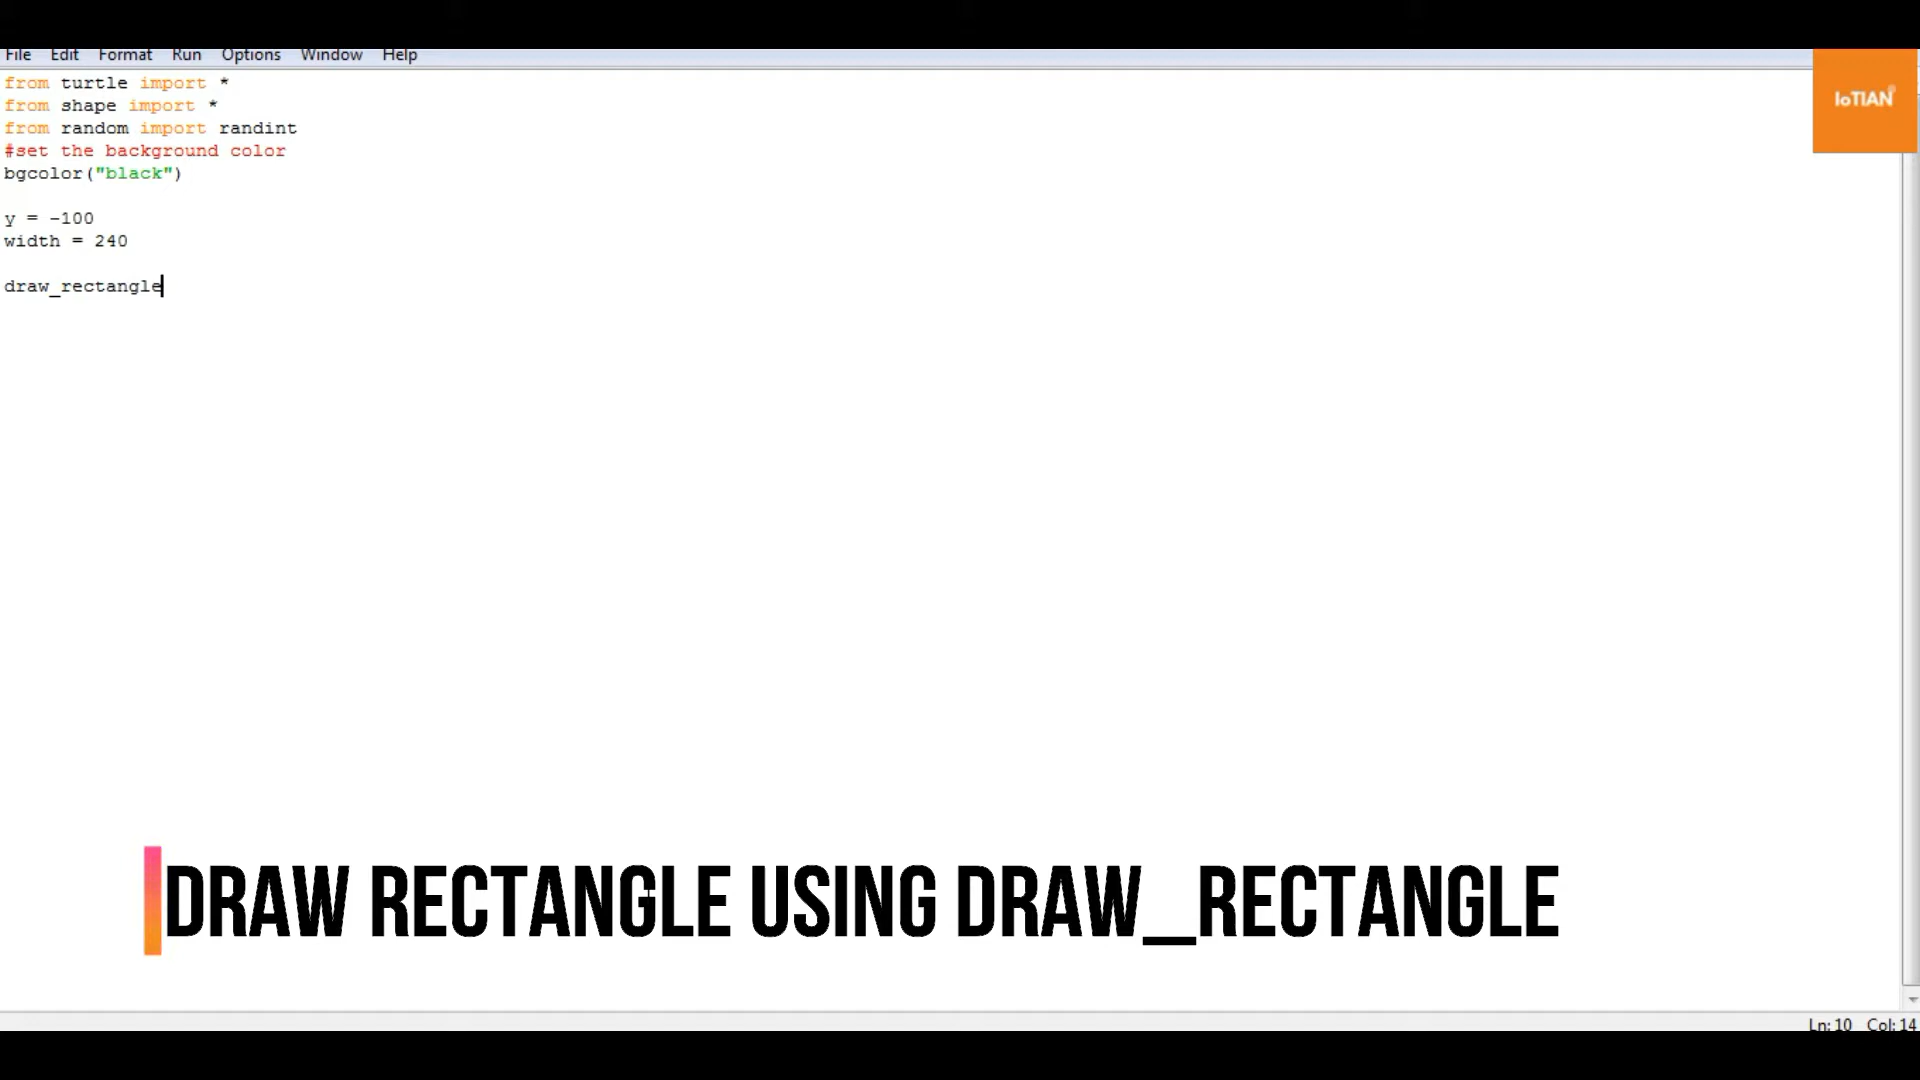 File Edit Format Run Options Window Help
from turtle import *
from shape import *
from random import randint
#set the background color
bgcolor("black")
y = -100
width = 240
draw_rectangle
IoTIAN®
DRAW RECTANGLE USING DRAW_RECTANGLE
Ln: 10 Col: 14